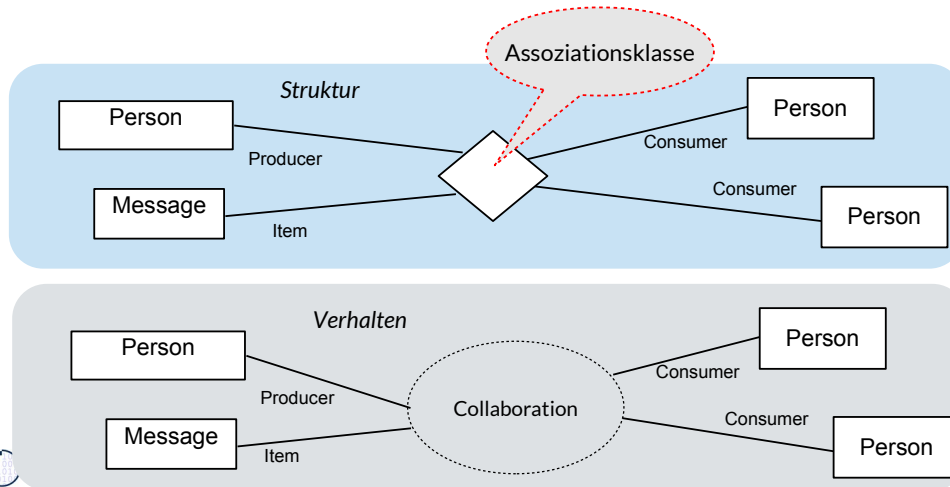 Assoziationsklasse
Struktur
Person
Person
Producer
Consumer
Message
Consumer
Item
Person
Verhalten
Person
Person
Producer
Consumer
Collaboration
Message
Consumer
Item
Person